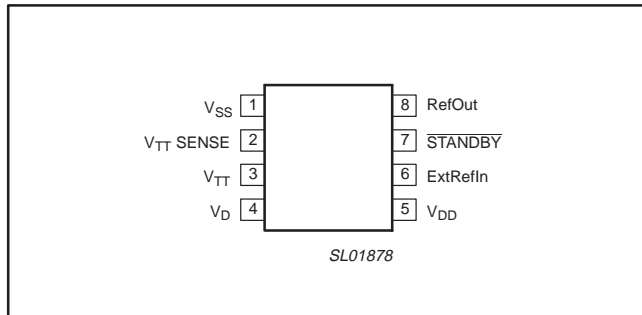 VSS 1 8 RefOut
VTT SENSE 2 7 STANDBY
VTT 3 6 ExtRefIn
VD 4 5 VDD
SL01878